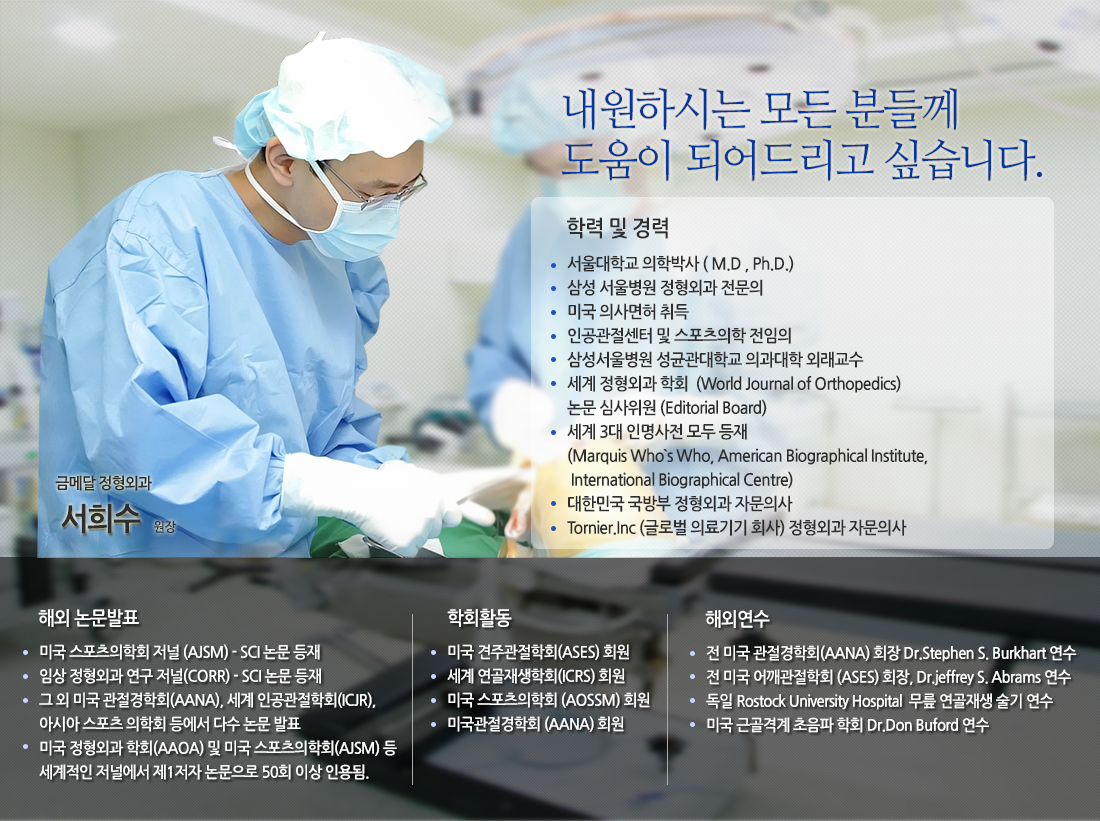 내원하시는 모든 분들께
도움이 되어드리고 싶습니다.
학력 및 경력
• 서울대학교 의학박사 ( M.D , Ph.D.)
• 삼성 서울병원 정형외과 전문의
• 미국 의사면허 취득
• 인공관절센터 및 스포츠의학 전임의
• 삼성서울병원 성균관대학교 의과대학 외래교수
• 세계 정형외과 학회 (World Journal of Orthopedics)
논문 심사위원 (Editorial Board)
• 세계 3대 인명사전 모두 등재
(Marquis Who`s Who, American Biographical Institute,
International Biographical Centre)
• 대한민국 국방부 정형외과 자문의사
• Tornier.Inc (글로벌 의료기기 회사) 정형외과 자문의사
금메달 정형외과
서희수 원장
해외 논문발표
• 미국 스포츠의학회 저널 (AJSM) - SCI 논문 등재
• 임상 정형외과 연구 저널(CORR) - SCI 논문 등재
• 그 외 미국 관절경학회(AANA), 세계 인공관절학회(ICJR),
아시아 스포츠 의학회 등에서 다수 논문 발표
• 미국 정형외과 학회(AAOA) 및 미국 스포츠의학회(AJSM) 등
세계적인 저널에서 제1저자 논문으로 50회 이상 인용됨.
학회활동
• 미국 견주관절학회(ASES) 회원
• 세계 연골재생학회(ICRS) 회원
• 미국 스포츠의학회 (AOSSM) 회원
• 미국관절경학회 (AANA) 회원
해외연수
• 전 미국 관절경학회(AANA) 회장 Dr.Stephen S. Burkhart 연수
• 전 미국 어깨관절학회 (ASES) 회장, Dr.jeffrey S. Abrams 연수
• 독일 Rostock University Hospital 무릎 연골재생 술기 연수
• 미국 근골격계 초음파 학회 Dr.Don Buford 연수